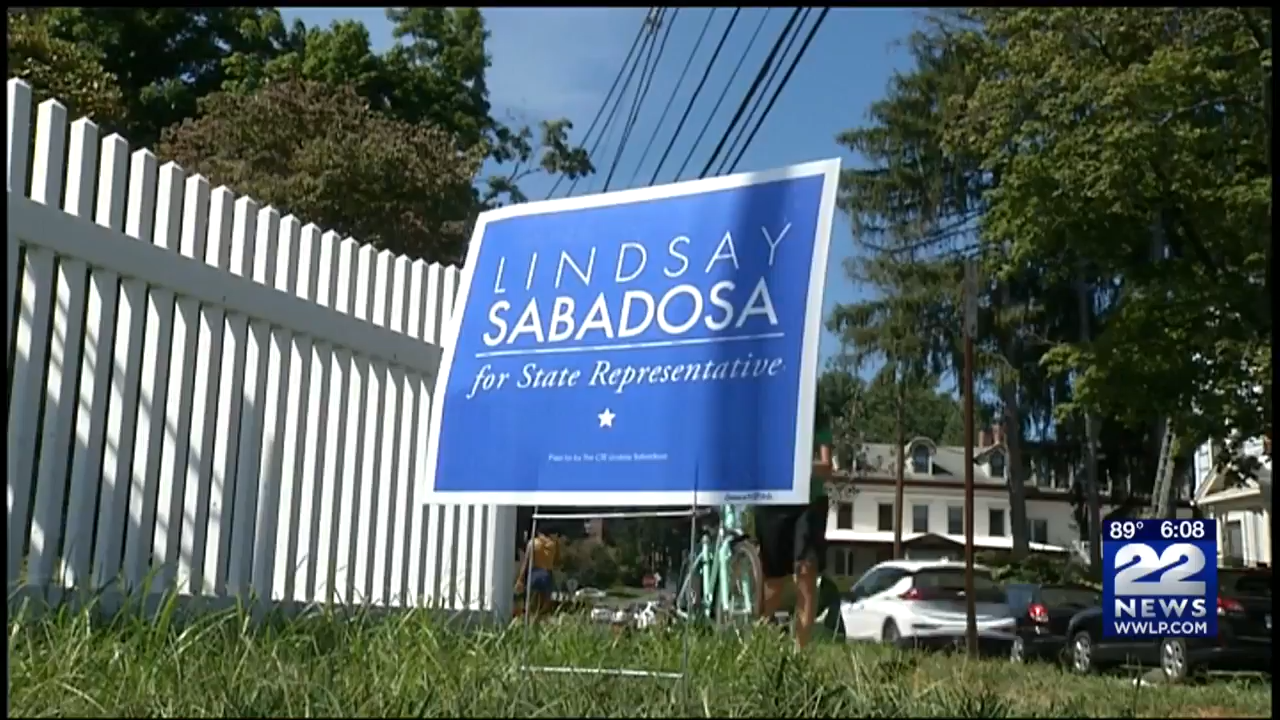 LINDSAY
SABADOSA
for State Representative
89° 6:08
22
NEWS
WWLP.COM